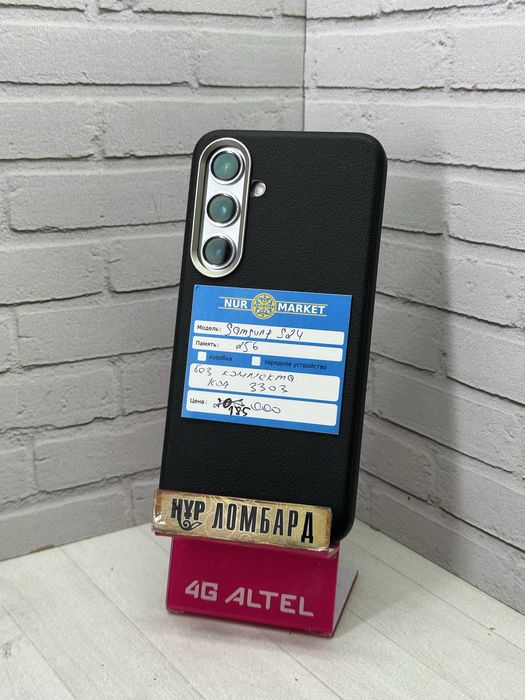 NUR MARKET
Модель: Samsung S24
Память: 256
коробка зарядное устройство
без комплекта
код 3303
Цена: 185 000
НҰР ЛОМБАРД
4G ALTEL